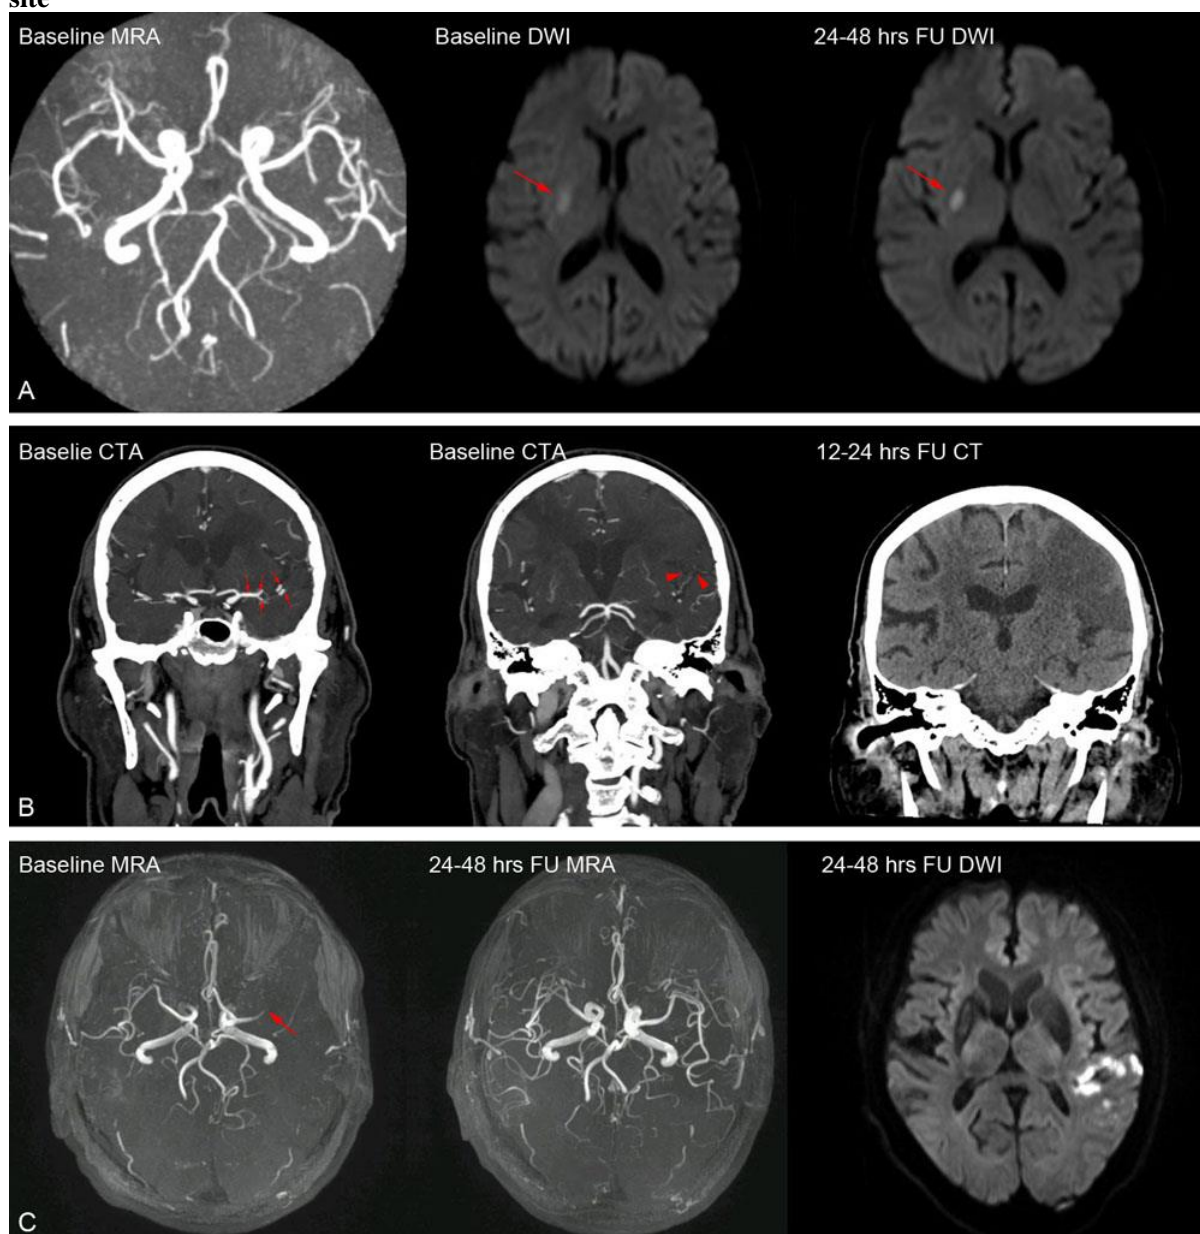 site
Baseline MRA
Baseline DWI
24-48 hrs FU DWI
A
Baselie CTA
Baseline CTA
12-24 hrs FU CT
B
Baseline MRA
24-48 hrs FU MRA
24-48 hrs FU DWI
C